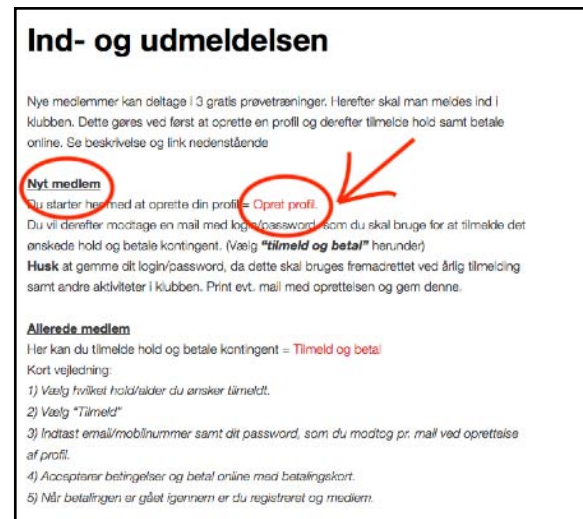 Ind- og udmeldelsen
Nye medlemmer kan deltage i 3 gratis prøvetræninger. Herefter skal man meldes ind i
klubben. Dette gøres ved først at oprette en profil og derefter tilmelde hold samt betale
online. Se beskrivelse og link nedenstående
Nyt medlem
Du starter her med at oprette din profil = Opret profil.
Du vil derefter modtage en mail med login/password, som du skal bruge for at tilmelde det
ønskede hold og betale kontingent. (Vælg "tilmeld og betal" herunder)
Husk at gemme dit login/password, da dette skal bruges fremadrettet ved årlig tilmelding
samt andre aktiviteter i klubben. Print evt. mail med oprettelsen og gem denne.
Allerede medlem
Her kan du tilmelde hold og betale kontingent = Tilmeld og betal
Kort vejledning:
1) Vælg hvilket hold/alder du ønsker tilmeldt.
2) Vælg "Tilmeld"
3) Indtast email/mobilnummer samt dit password, som du modtog pr. mail ved oprettelse
af profil.
4) Accepterer betingelser og betal online med betalingskort.
5) Når betalingen er gået igennem er du registreret og medlem.